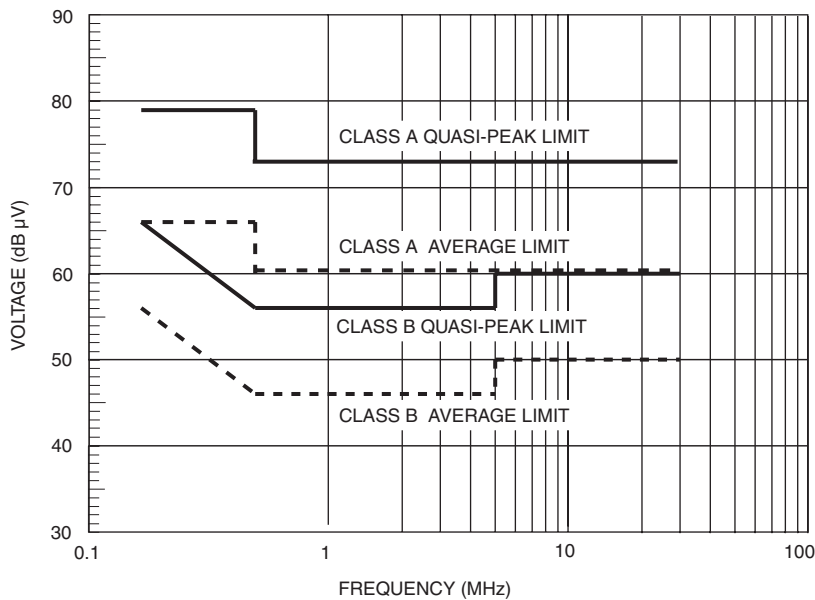 90
80
70
60
50
40
30
VOLTAGE (dB µV)
CLASS A QUASI-PEAK LIMIT
CLASS A AVERAGE LIMIT
CLASS B QUASI-PEAK LIMIT
CLASS B AVERAGE LIMIT
0.1
1
10
100
FREQUENCY (MHz)